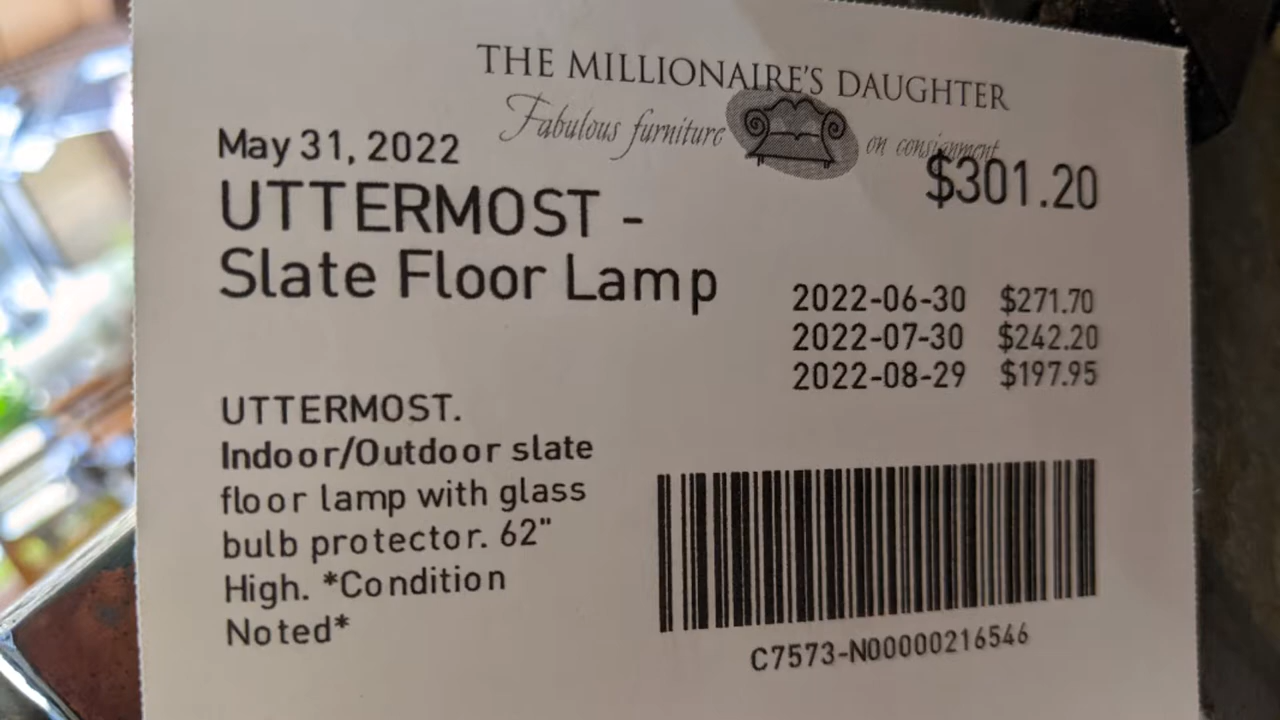 THE MILLIONAIRE'S DAUGHTER
Fabulous furniture on consignment
May 31, 2022
$301.20
UTTERMOST -
Slate Floor Lamp
2022-06-30 $271.70
2022-07-30 $242.20
2022-08-29 $197.95
UTTERMOST.
Indoor/Outdoor slate
floor lamp with glass
bulb protector. 62"
High. *Condition
Noted*
C7573-N00000216546